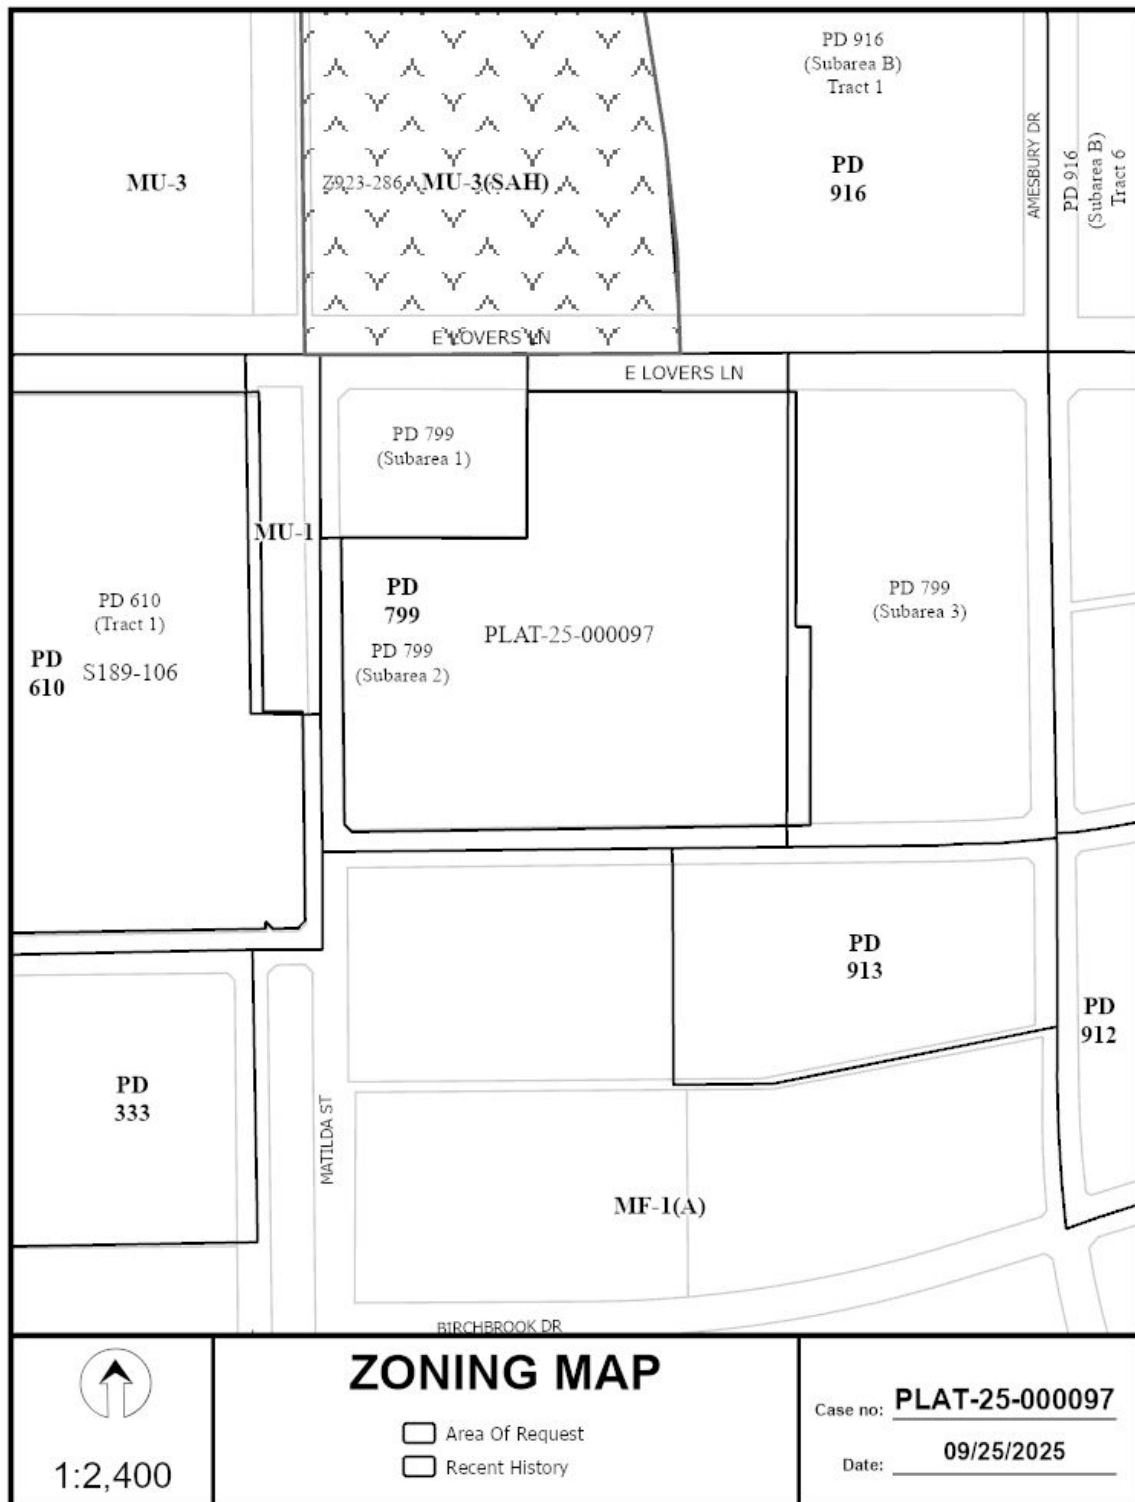 PD 916
(Subarea B)
Tract 1
MU-3
Z923-286
MU-3(SAH)
PD
916
AMESBURY DR
PD 916
(Subarea B)
Tract 6
E LOVERS LN
E LOVERS LN
PD 799
(Subarea 1)
MU-1
PD 610
(Tract 1)
PD
610
S189-106
PD
799
PD 799
(Subarea 2)
PLAT-25-000097
PD 799
(Subarea 3)
PD
913
PD
912
PD
333
MATILDA ST
MF-1(A)
BIRCHBROOK DR
1:2,400
ZONING MAP
Area Of Request
Recent History
Case no: PLAT-25-000097
Date: 09/25/2025